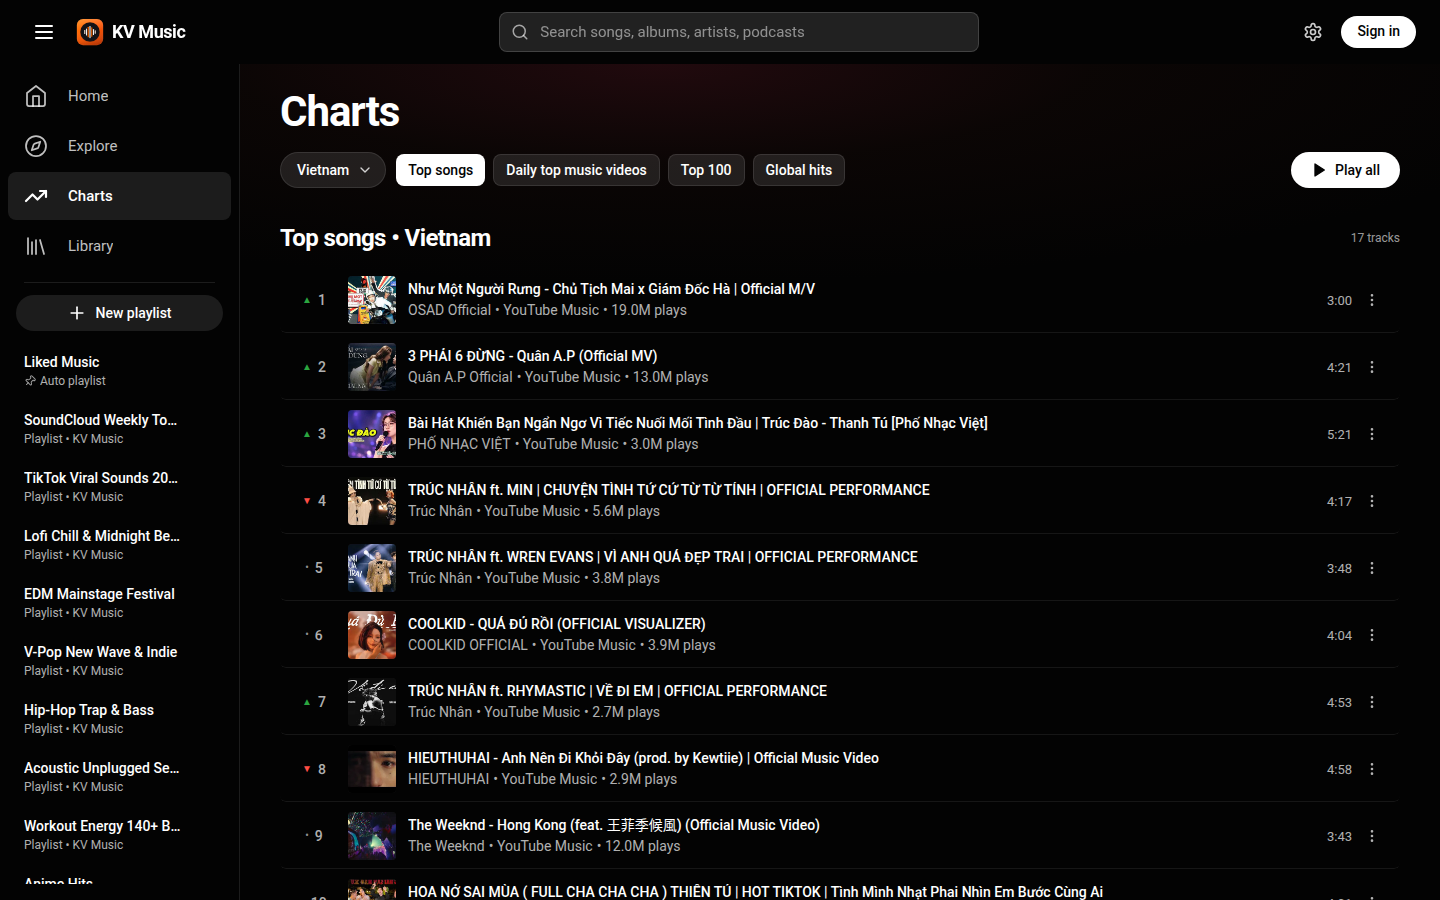 KV Music
Search songs, albums, artists, podcasts
Sign in
Home
Explore
Charts
Library
New playlist
Liked Music
Auto playlist
SoundCloud Weekly To...
Playlist • KV Music
TikTok Viral Sounds 20...
Playlist • KV Music
Lofi Chill & Midnight Be...
Playlist • KV Music
EDM Mainstage Festival
Playlist • KV Music
V-Pop New Wave & Indie
Playlist • KV Music
Hip-Hop Trap & Bass
Playlist • KV Music
Acoustic Unplugged Se...
Playlist • KV Music
Workout Energy 140+ B...
Playlist • KV Music
Anime Hits
Charts
Vietnam
Top songs
Daily top music videos
Top 100
Global hits
Play all
Top songs • Vietnam
17 tracks
1
Như Một Người Rưng - Chủ Tịch Mai x Giám Đốc Hà | Official M/V
OSAD Official • YouTube Music • 19.0M plays
3:00
2
3 PHẢI 6 ĐỪNG - Quân A.P (Official MV)
Quân A.P Official • YouTube Music • 13.0M plays
4:21
3
Bài Hát Khiến Bạn Ngẩn Ngơ Vì Tiếc Nuối Mối Tình Đầu | Trúc Đào - Thanh Tú [Phố Nhạc Việt]
PHỐ NHẠC VIỆT • YouTube Music • 3.0M plays
5:21
4
TRÚC NHÂN ft. MIN | CHUYỆN TÌNH TỨ CỨ TỪ TỪ TÍNH | OFFICIAL PERFORMANCE
Trúc Nhân • YouTube Music • 5.6M plays
4:17
5
TRÚC NHÂN ft. WREN EVANS | VÌ ANH QUÁ ĐẸP TRAI | OFFICIAL PERFORMANCE
Trúc Nhân • YouTube Music • 3.8M plays
3:48
6
COOLKID - QUÁ ĐỦ RỒI (OFFICIAL VISUALIZER)
COOLKID OFFICIAL • YouTube Music • 3.9M plays
4:04
7
TRÚC NHÂN ft. RHYMASTIC | VỀ ĐI EM | OFFICIAL PERFORMANCE
Trúc Nhân • YouTube Music • 2.7M plays
4:53
8
HIEUTHUHAI - Anh Nên Đi Khỏi Đây (prod. by Kewtiie) | Official Music Video
HIEUTHUHAI • YouTube Music • 2.9M plays
4:58
9
The Weeknd - Hong Kong (feat. 王菲季候風) (Official Music Video)
The Weeknd • YouTube Music • 12.0M plays
3:43
10
HOA NỞ SAI MÙA ( FULL CHA CHA CHA ) THIÊN TÚ | HOT TIKTOK | Tình Mình Nhạt Phai Nhìn Em Bước Cùng Ai